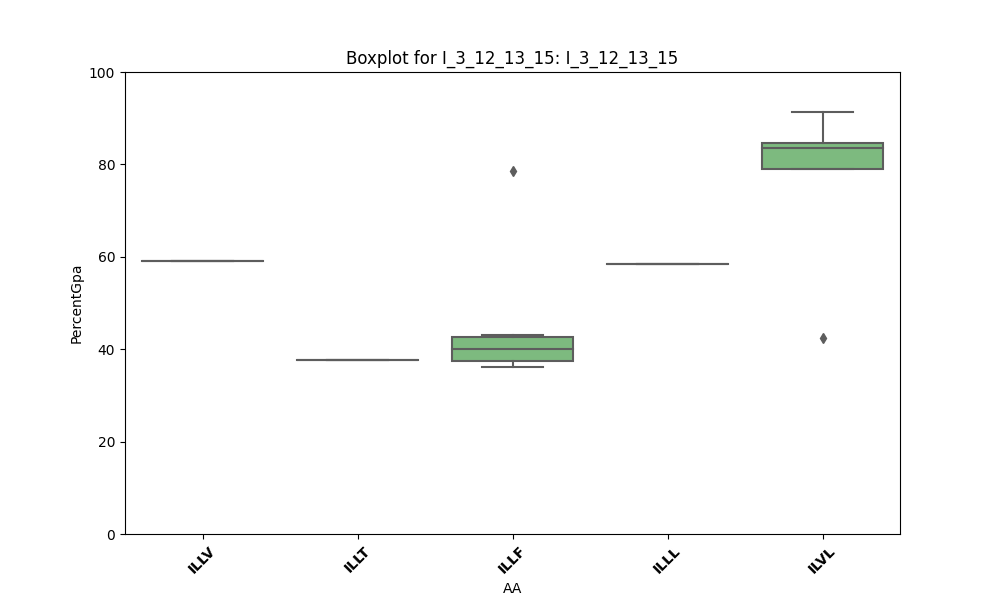 Boxplot for I_3_12_13_15: I_3_12_13_15
100
80
60
40
20
0
PercentGpa
ILLV
ILLT
ILLF
ILLL
ILVL
AA